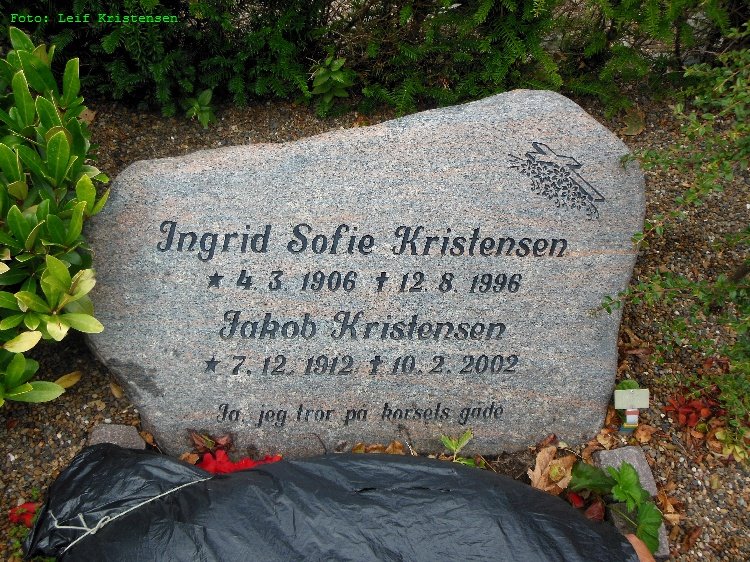 Foto: Leif Kristensen
Ingrid Sofie Kristensen
★ 4. 3. 1906 ✝ 12. 8. 1996
Jakob Kristensen
★ 7. 12. 1912 ✝ 10. 2. 2002
Ja, jeg tror på korsets gåde